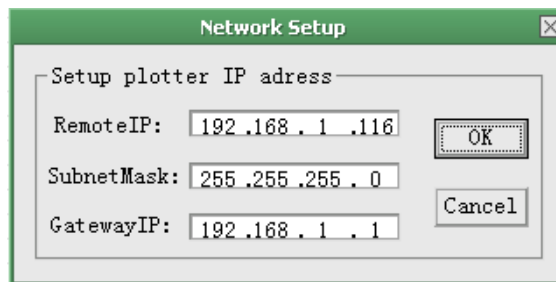 Network Setup
Setup plotter IP adress
RemoteIP: 192 .168 . 1 .116
OK
SubnetMask: 255 .255 .255 . 0
Cancel
GatewayIP: 192 .168 . 1 . 1